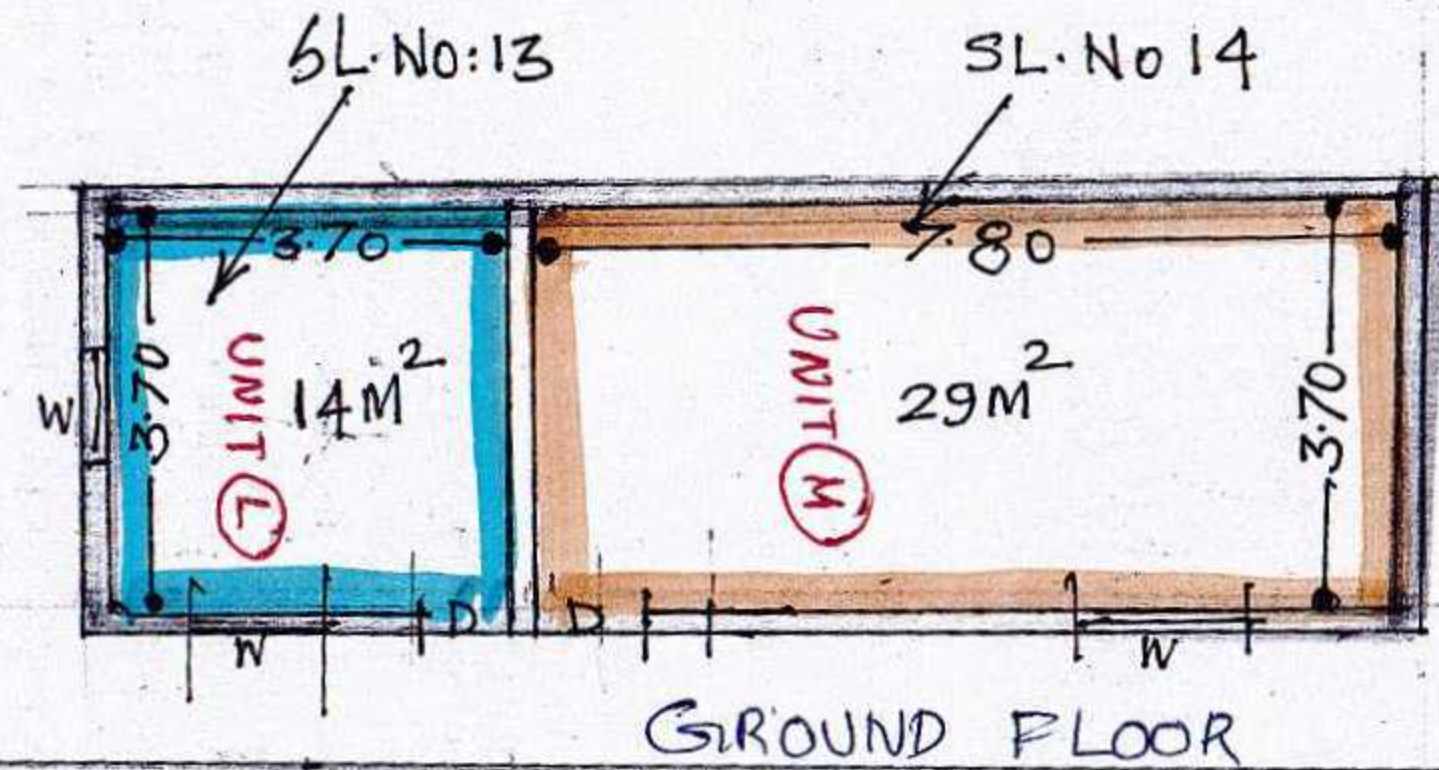 SL.NO:13
SL.No 14
3.70
7.80
3.70
UNIT L
14M²
UNIT M
29M²
3.70
W
W
D
D
W
GROUND FLOOR